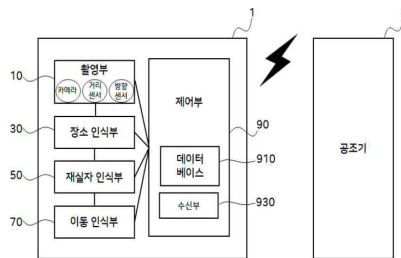 1
10
촬영부
카메라
거리
센서
방향
센서
제어부
30
장소 인식부
90
데이터
베이스
910
공조기
50
재실자 인식부
수신부
930
70
이동 인식부